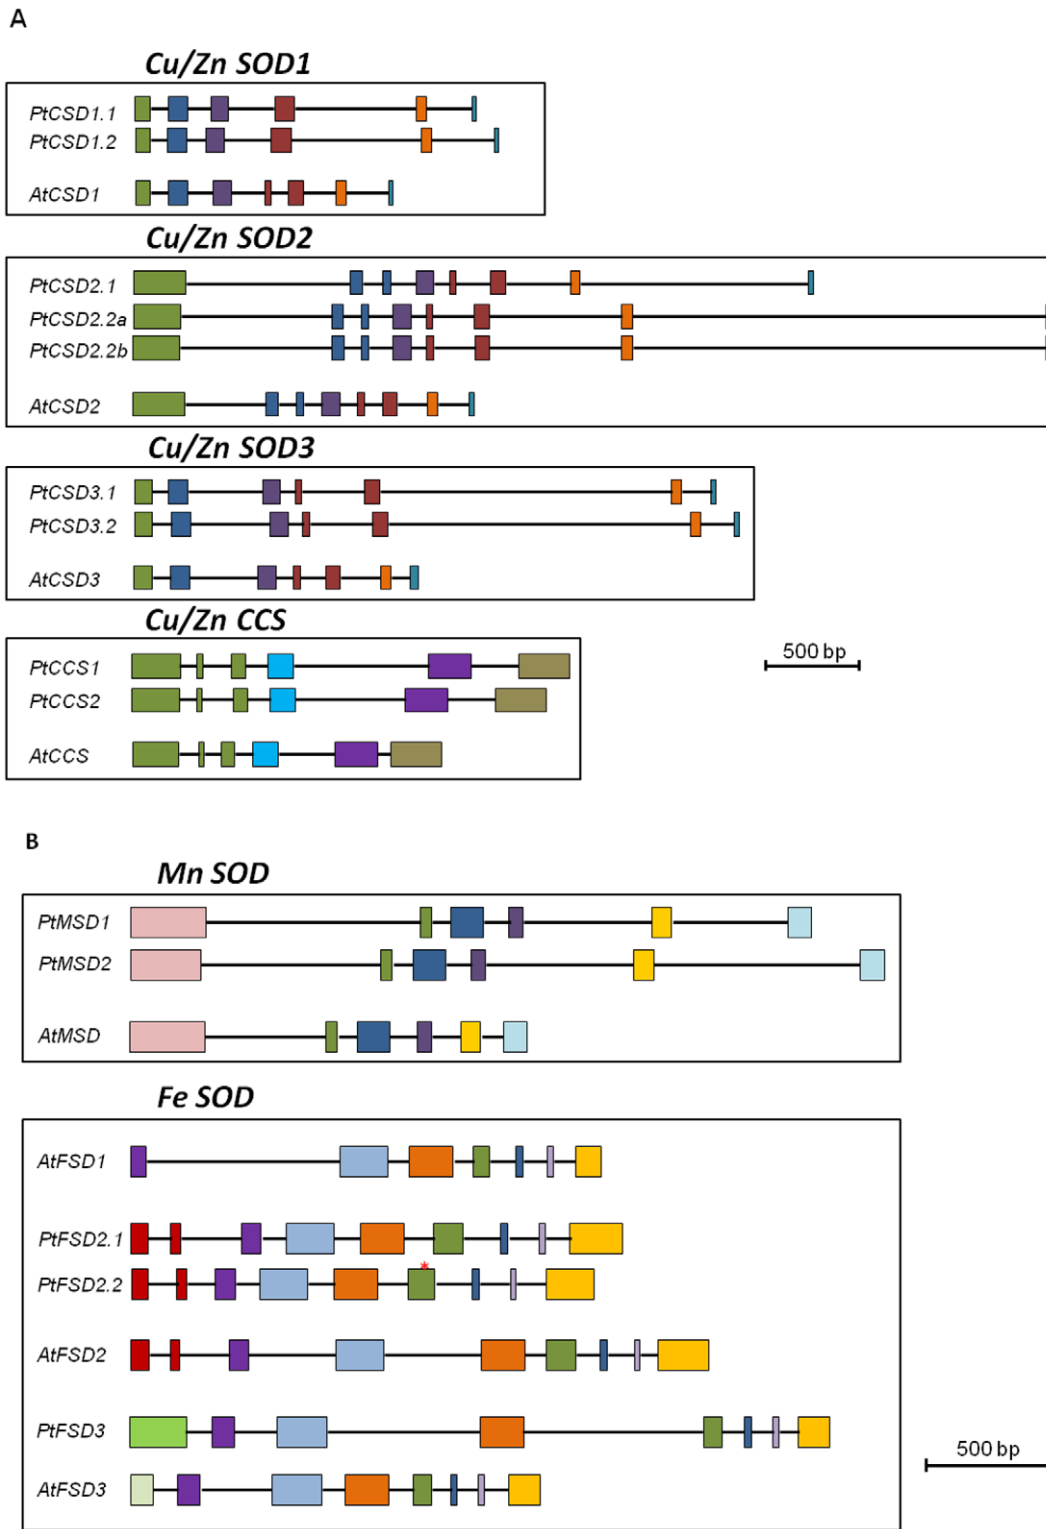 A
Cu/Zn SOD1
PtCSD1.1
PtCSD1.2
AtCSD1
Cu/Zn SOD2
PtCSD2.1
PtCSD2.2a
PtCSD2.2b
AtCSD2
Cu/Zn SOD3
PtCSD3.1
PtCSD3.2
AtCSD3
Cu/Zn CCS
PtCCS1
PtCCS2
AtCCS
500 bp
B
Mn SOD
PtMSD1
PtMSD2
AtMSD
Fe SOD
AtFSD1
PtFSD2.1
PtFSD2.2
*
AtFSD2
PtFSD3
AtFSD3
500 bp